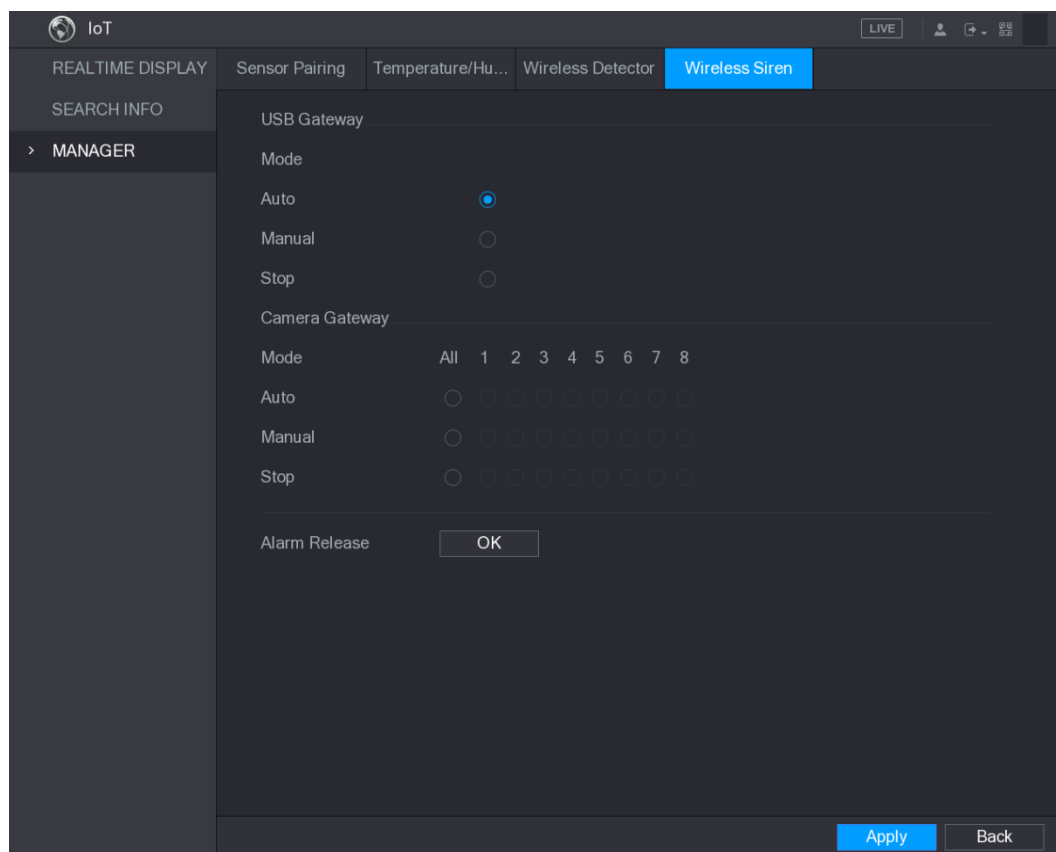 IoT LIVE
REALTIME DISPLAY
SEARCH INFO
MANAGER
Sensor Pairing Temperature/Hu... Wireless Detector Wireless Siren
USB Gateway
Mode
Auto
Manual
Stop
Camera Gateway
Mode All 1 2 3 4 5 6 7 8
Auto
Manual
Stop
Alarm Release OK
Apply Back